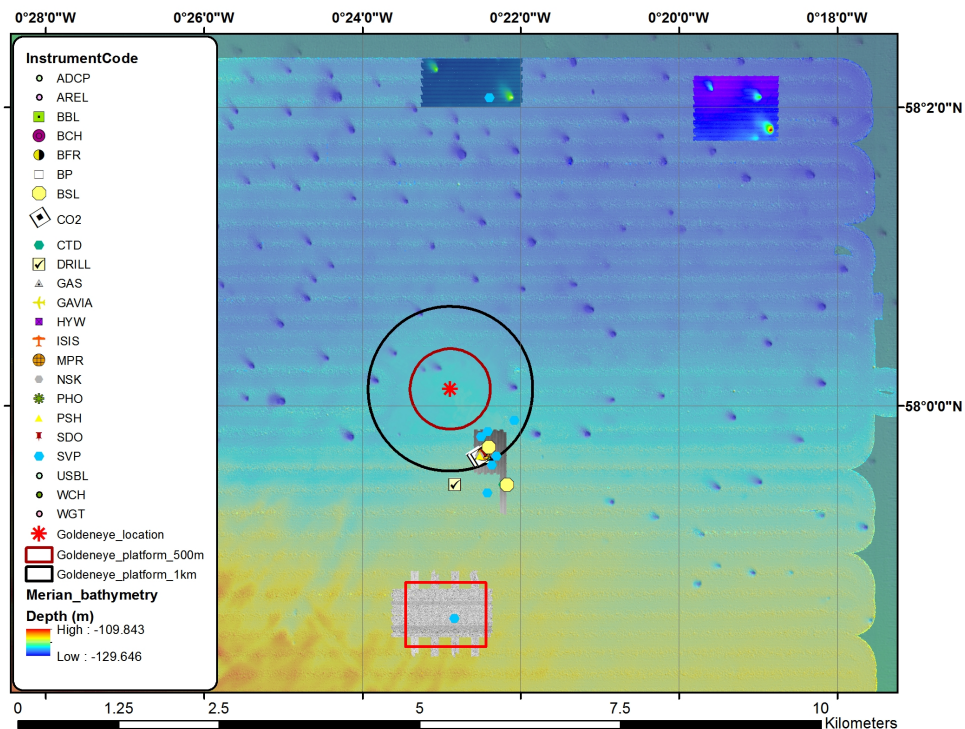 0°28'0"W 0°26'0"W 0°24'0"W 0°22'0"W 0°20'0"W 0°18'0"W
InstrumentCode
ADCP
AREL
BBL
BCH
BFR
BP
BSL
CO2
CTD
DRILL
GAS
GAVIA
HYW
ISIS
MPR
NSK
PHO
PSH
SDO
SVP
USBL
WCH
WGT
Goldeneye_location
Goldeneye_platform_500m
Goldeneye_platform_1km
Merian_bathymetry
Depth (m)
High : -109.843
Low : -129.646
58°2'0"N
58°0'0"N
0 1.25 2.5 5 7.5 10
Kilometers